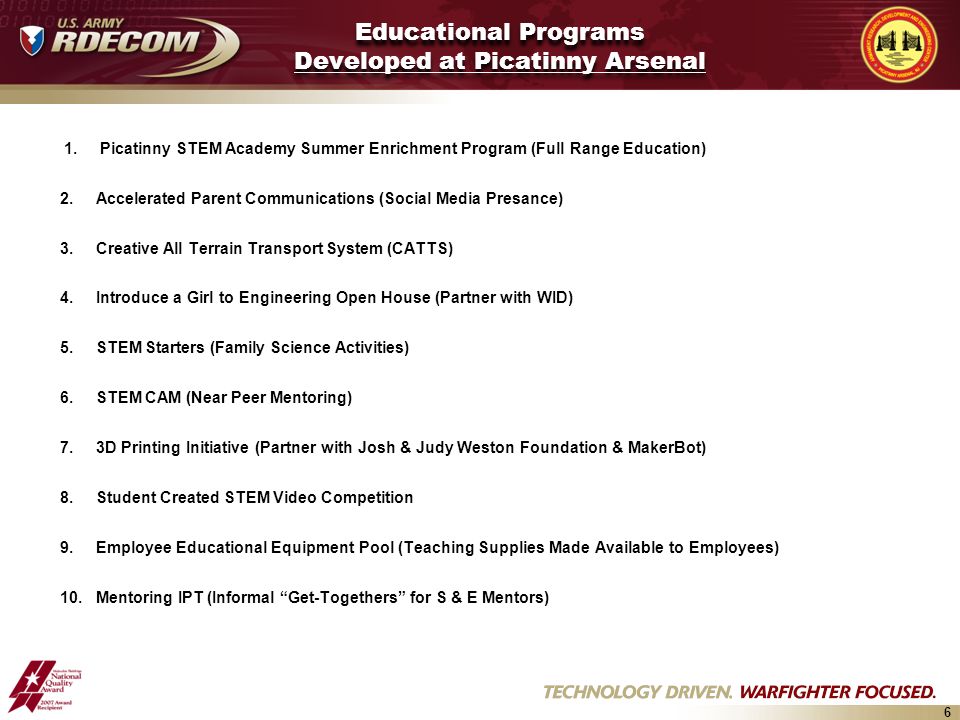 U.S. ARMY
RDECOM
Educational Programs
Developed at Picatinny Arsenal
1. Picatinny STEM Academy Summer Enrichment Program (Full Range Education)
2. Accelerated Parent Communications (Social Media Presance)
3. Creative All Terrain Transport System (CATTS)
4. Introduce a Girl to Engineering Open House (Partner with WID)
5. STEM Starters (Family Science Activities)
6. STEM CAM (Near Peer Mentoring)
7. 3D Printing Initiative (Partner with Josh & Judy Weston Foundation & MakerBot)
8. Student Created STEM Video Competition
9. Employee Educational Equipment Pool (Teaching Supplies Made Available to Employees)
10. Mentoring IPT (Informal “Get-Togethers” for S & E Mentors)
National
Quality
Award
2007 Award
Recipient
TECHNOLOGY DRIVEN. WARFIGHTER FOCUSED.
6